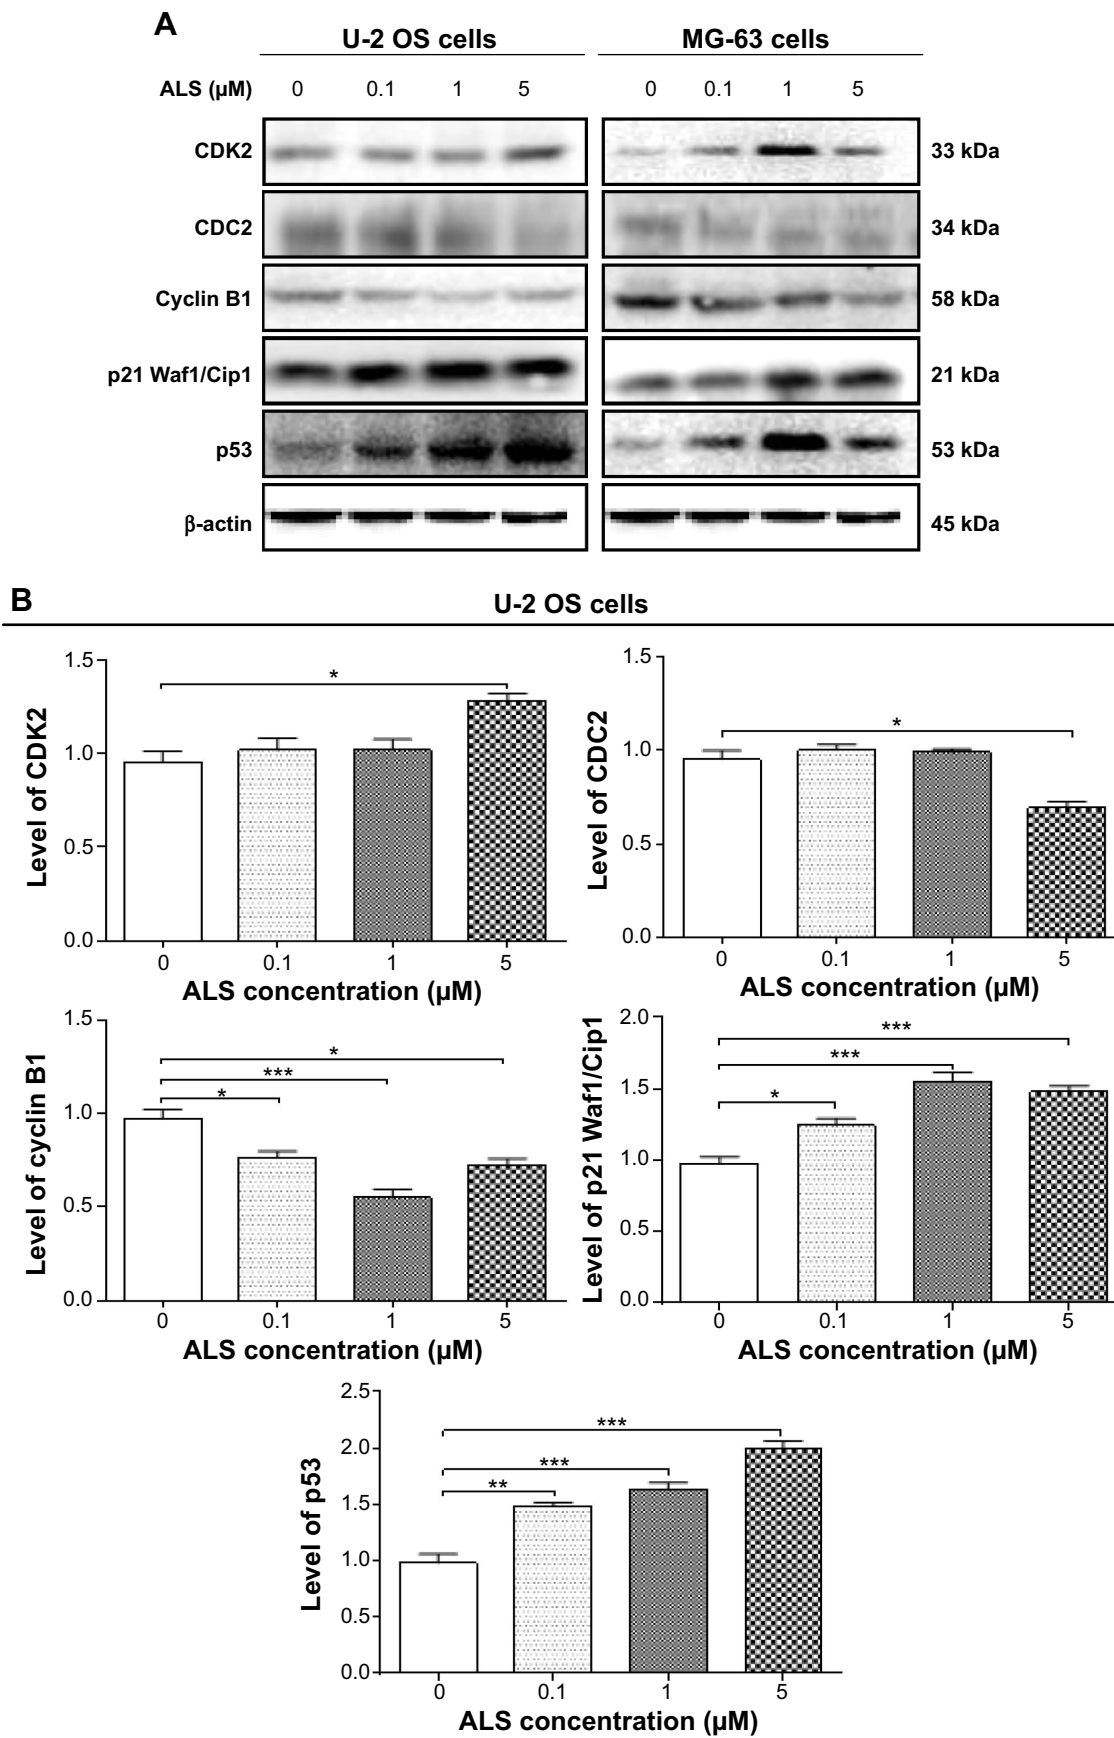 A
U-2 OS cells MG-63 cells
ALS (μM) 0 0.1 1 5 0 0.1 1 5
CDK2 33 kDa
CDC2 34 kDa
Cyclin B1 58 kDa
p21 Waf1/Cip1 21 kDa
p53 53 kDa
β-actin 45 kDa
B
U-2 OS cells
Level of CDK2
1.5
1.0
0.5
0.0
*
0 0.1 1 5
ALS concentration (μM)
Level of CDC2
1.5
1.0
0.5
0.0
*
0 0.1 1 5
ALS concentration (μM)
Level of cyclin B1
1.5
1.0
0.5
0.0
*
***
*
0 0.1 1 5
ALS concentration (μM)
Level of p21 Waf1/Cip1
2.0
1.5
1.0
0.5
0.0
***
***
*
0 0.1 1 5
ALS concentration (μM)
Level of p53
2.5
2.0
1.5
1.0
0.5
0.0
***
***
**
0 0.1 1 5
ALS concentration (μM)